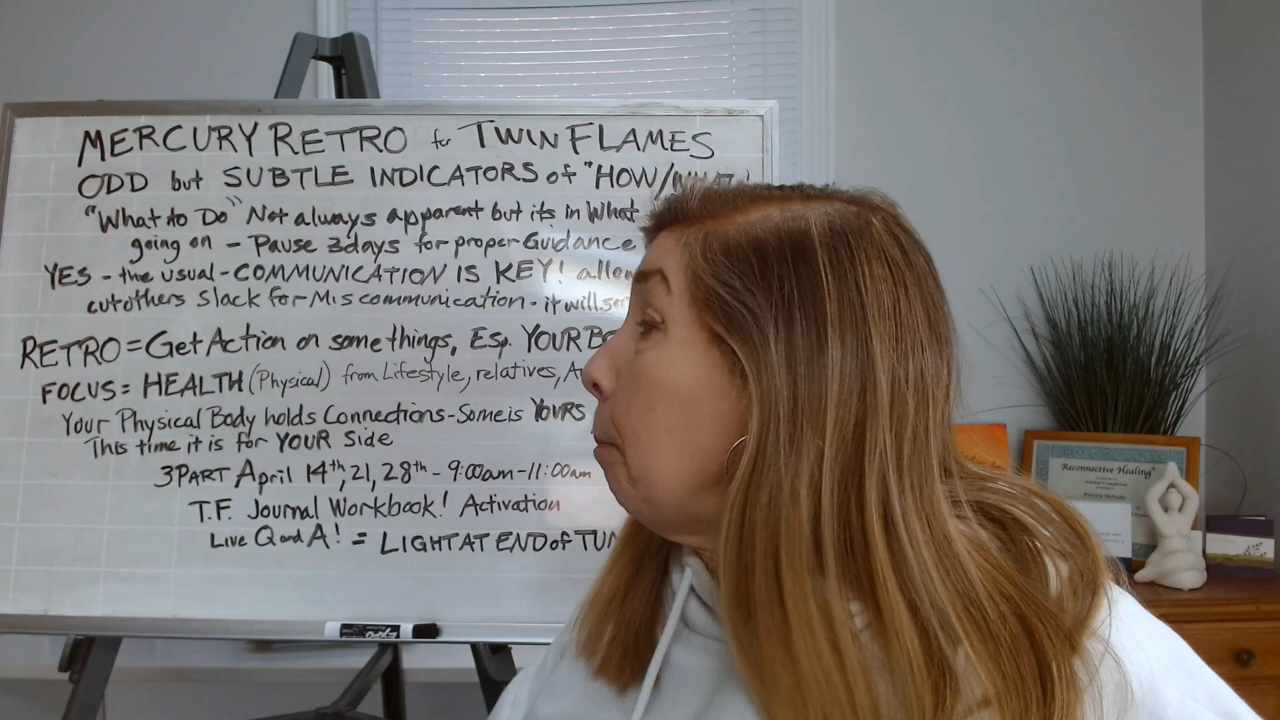 MERCURY RETRO for TWIN FLAMES
ODD but SUBTLE INDICATORS of "HOW/WHAT"
"What to Do" Not always apparent but its in What
going on - Pause 3days for proper Guidance
YES - the usual - COMMUNICATION IS KEY!
cut others Slack for Miscommunication - it will
RETRO = Get Action on some things, Esp. YOUR
FOCUS = HEALTH (Physical) from Lifestyle, relatives,
Your Physical Body holds Connections - Some is YOURS
This time it is for YOUR Side
3PART April 14th, 21, 28th - 9:00am - 11:00am
T.F. Journal Workbook! Activation
Live Q and A! = LIGHT AT END of
Reconnective Healing